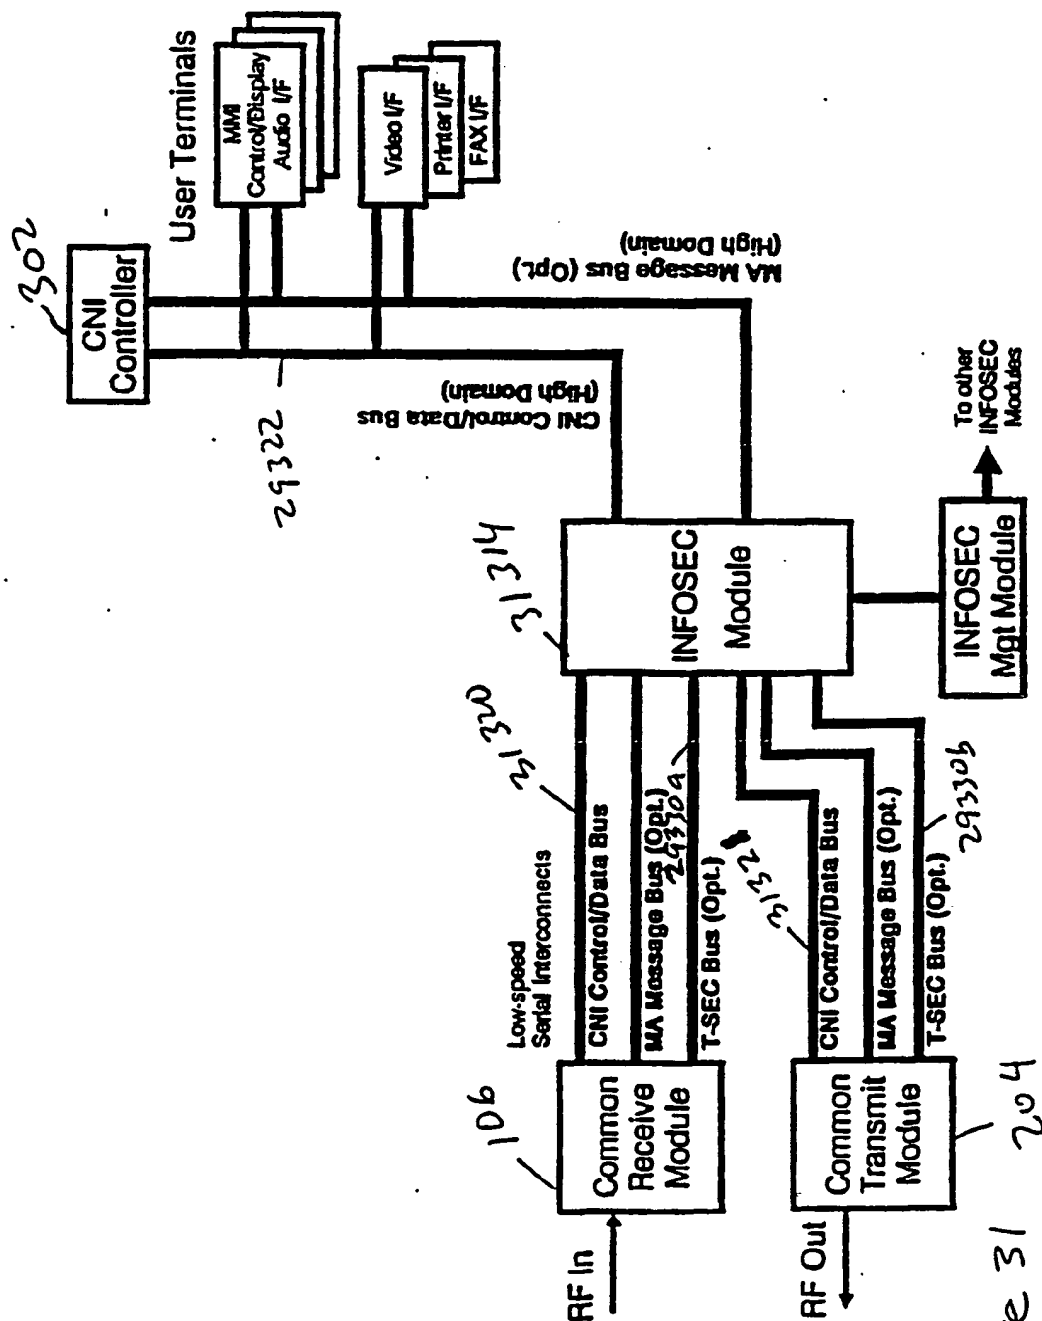 User Terminals
MMI
Control/Display
Audio I/F
Video I/F
Printer I/F
FAX I/F
302
CNI
Controller
29322
CNI Control/Data Bus
(High Domain)
MA Message Bus (Opt.)
(High Domain)
31314
INFOSEC
Module
INFOSEC
Mgt Module
To other
INFOSEC
Modules
31320
Low-speed
Serial Interconnects
CNI Control/Data Bus
MA Message Bus (Opt.)
29330a
T-SEC Bus (Opt.)
3132
CNI Control/Data Bus
MA Message Bus (Opt.)
T-SEC Bus (Opt.)
29330b
106
Common
Receive
Module
RF In
Common
Transmit
Module
RF Out
204
e 31